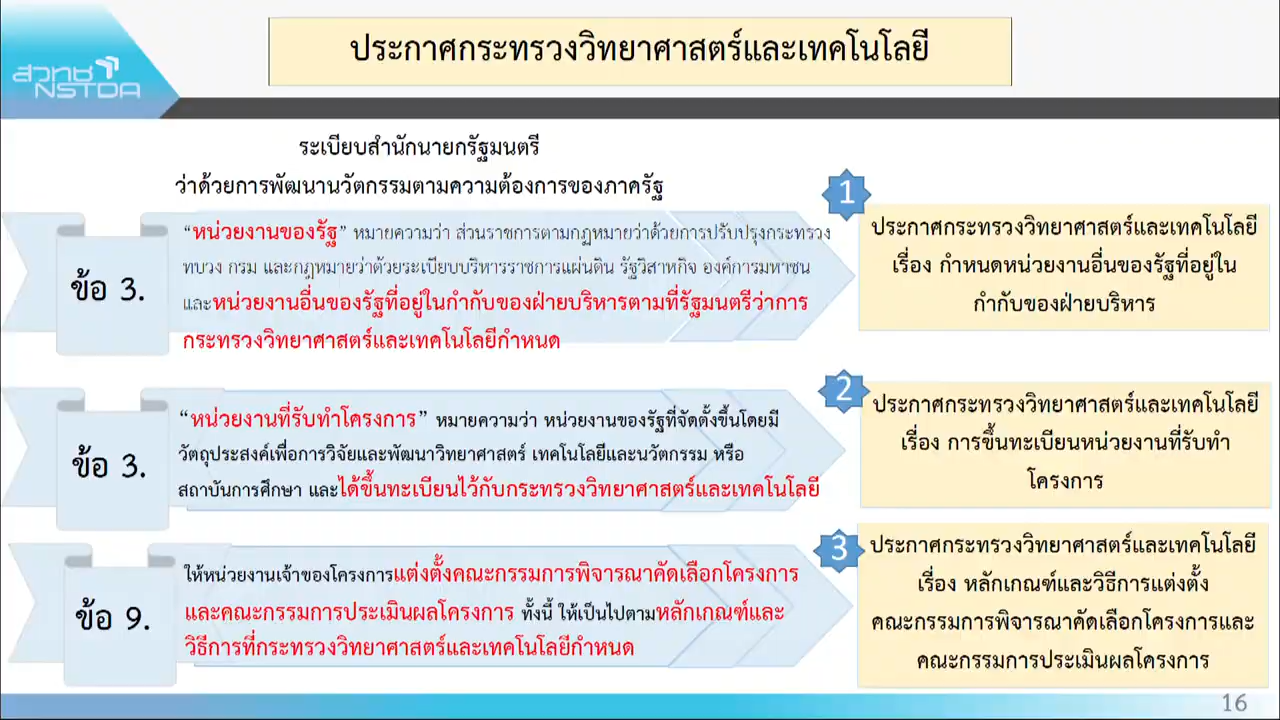 ประกาศกระทรวงวิทยาศาสตร์และเทคโนโลยี
สวทช
NSTDA
ระเบียบสำนักนายกรัฐมนตรี
ว่าด้วยการพัฒนานวัตกรรมตามความต้องการของภาครัฐ
ข้อ 3.
“หน่วยงานของรัฐ” หมายความว่า ส่วนราชการตามกฎหมายว่าด้วยการปรับปรุงกระทรวง
ทบวง กรม และกฎหมายว่าด้วยระเบียบบริหารราชการแผ่นดิน รัฐวิสาหกิจ องค์การมหาชน
และหน่วยงานอื่นของรัฐที่อยู่ในกำกับของฝ่ายบริหารตามที่รัฐมนตรีว่าการ
กระทรวงวิทยาศาสตร์และเทคโนโลยีกำหนด
1
ประกาศกระทรวงวิทยาศาสตร์และเทคโนโลยี
เรื่อง กำหนดหน่วยงานอื่นของรัฐที่อยู่ใน
กำกับของฝ่ายบริหาร
ข้อ 3.
“หน่วยงานที่รับทำโครงการ” หมายความว่า หน่วยงานของรัฐที่จัดตั้งขึ้นโดยมี
วัตถุประสงค์เพื่อการวิจัยและพัฒนาวิทยาศาสตร์ เทคโนโลยีและนวัตกรรม หรือ
สถาบันการศึกษา และได้ขึ้นทะเบียนไว้กับกระทรวงวิทยาศาสตร์และเทคโนโลยี
2
ประกาศกระทรวงวิทยาศาสตร์และเทคโนโลยี
เรื่อง การขึ้นทะเบียนหน่วยงานที่รับทำ
โครงการ
ข้อ 9.
ให้หน่วยงานเจ้าของโครงการแต่งตั้งคณะกรรมการพิจารณาคัดเลือกโครงการ
และคณะกรรมการประเมินผลโครงการ ทั้งนี้ ให้เป็นไปตามหลักเกณฑ์และ
วิธีการที่กระทรวงวิทยาศาสตร์และเทคโนโลยีกำหนด
3
ประกาศกระทรวงวิทยาศาสตร์และเทคโนโลยี
เรื่อง หลักเกณฑ์และวิธีการแต่งตั้ง
คณะกรรมการพิจารณาคัดเลือกโครงการและ
คณะกรรมการประเมินผลโครงการ
16